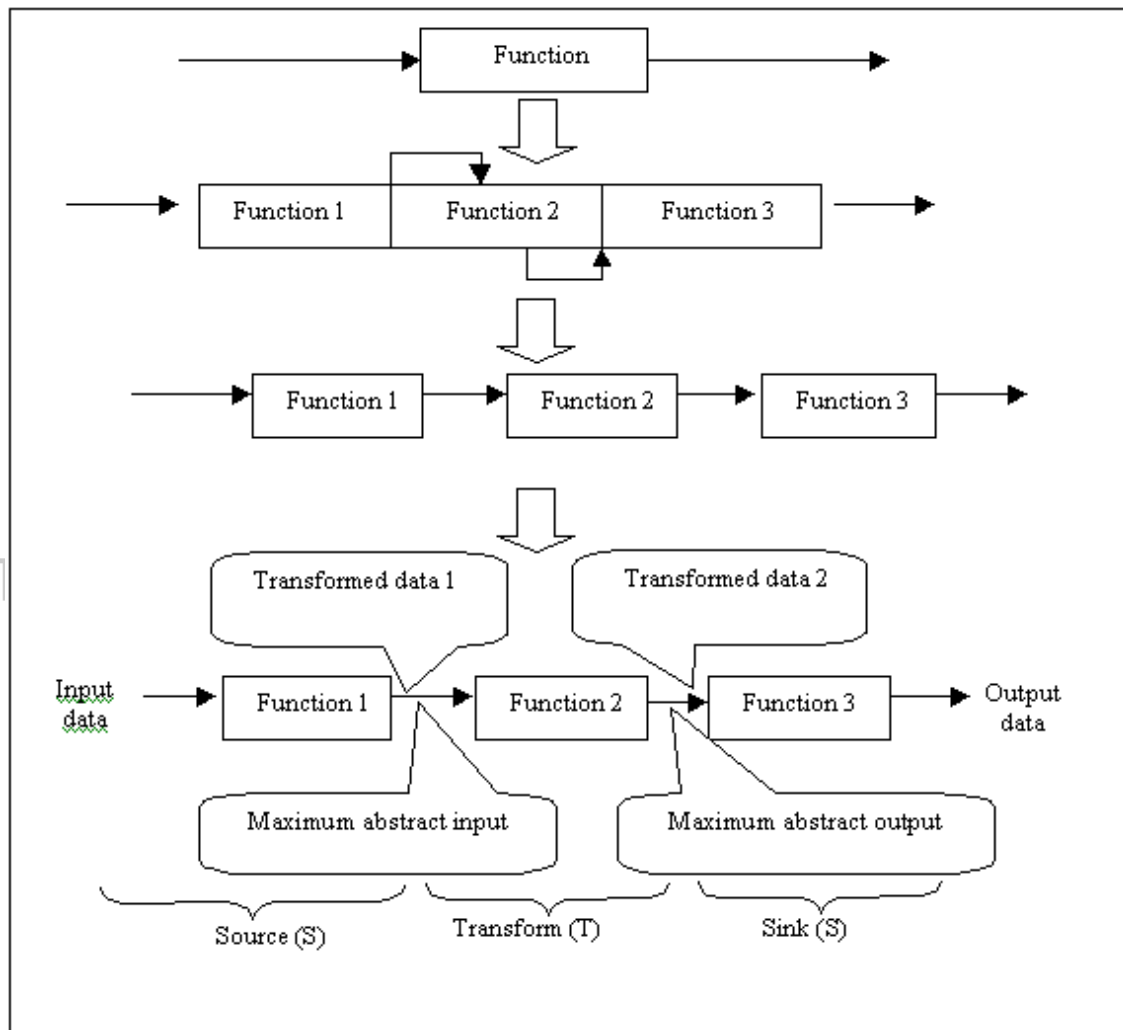 Function
Function 1
Function 2
Function 3
Function 1
Function 2
Function 3
Transformed data 1
Transformed data 2
Input
data
Function 1
Function 2
Function 3
Output
data
Maximum abstract input
Maximum abstract output
Source (S)
Transform (T)
Sink (S)